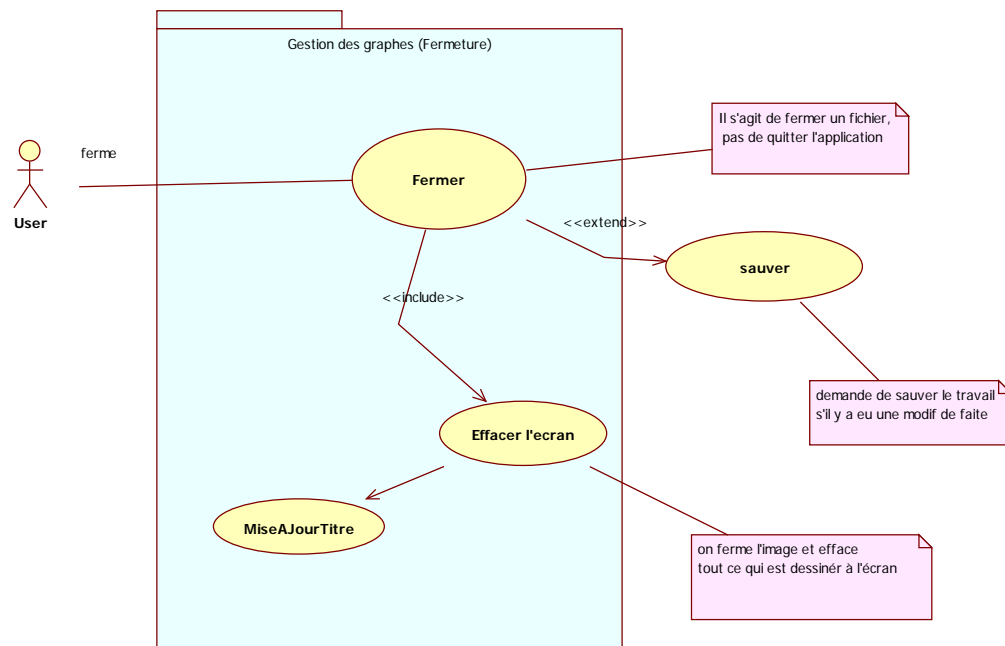 Gestion des graphes (Fermeture)
Il s'agit de fermer un fichier,
pas de quitter l'application
ferme
Fermer
User
<<extend>>
sauver
<<include>>
demande de sauver le travail
s'il y a eu une modif de faite
Effacer l'ecran
MiseAJourTitre
on ferme l'image et efface
tout ce qui est dessinér à l'écran